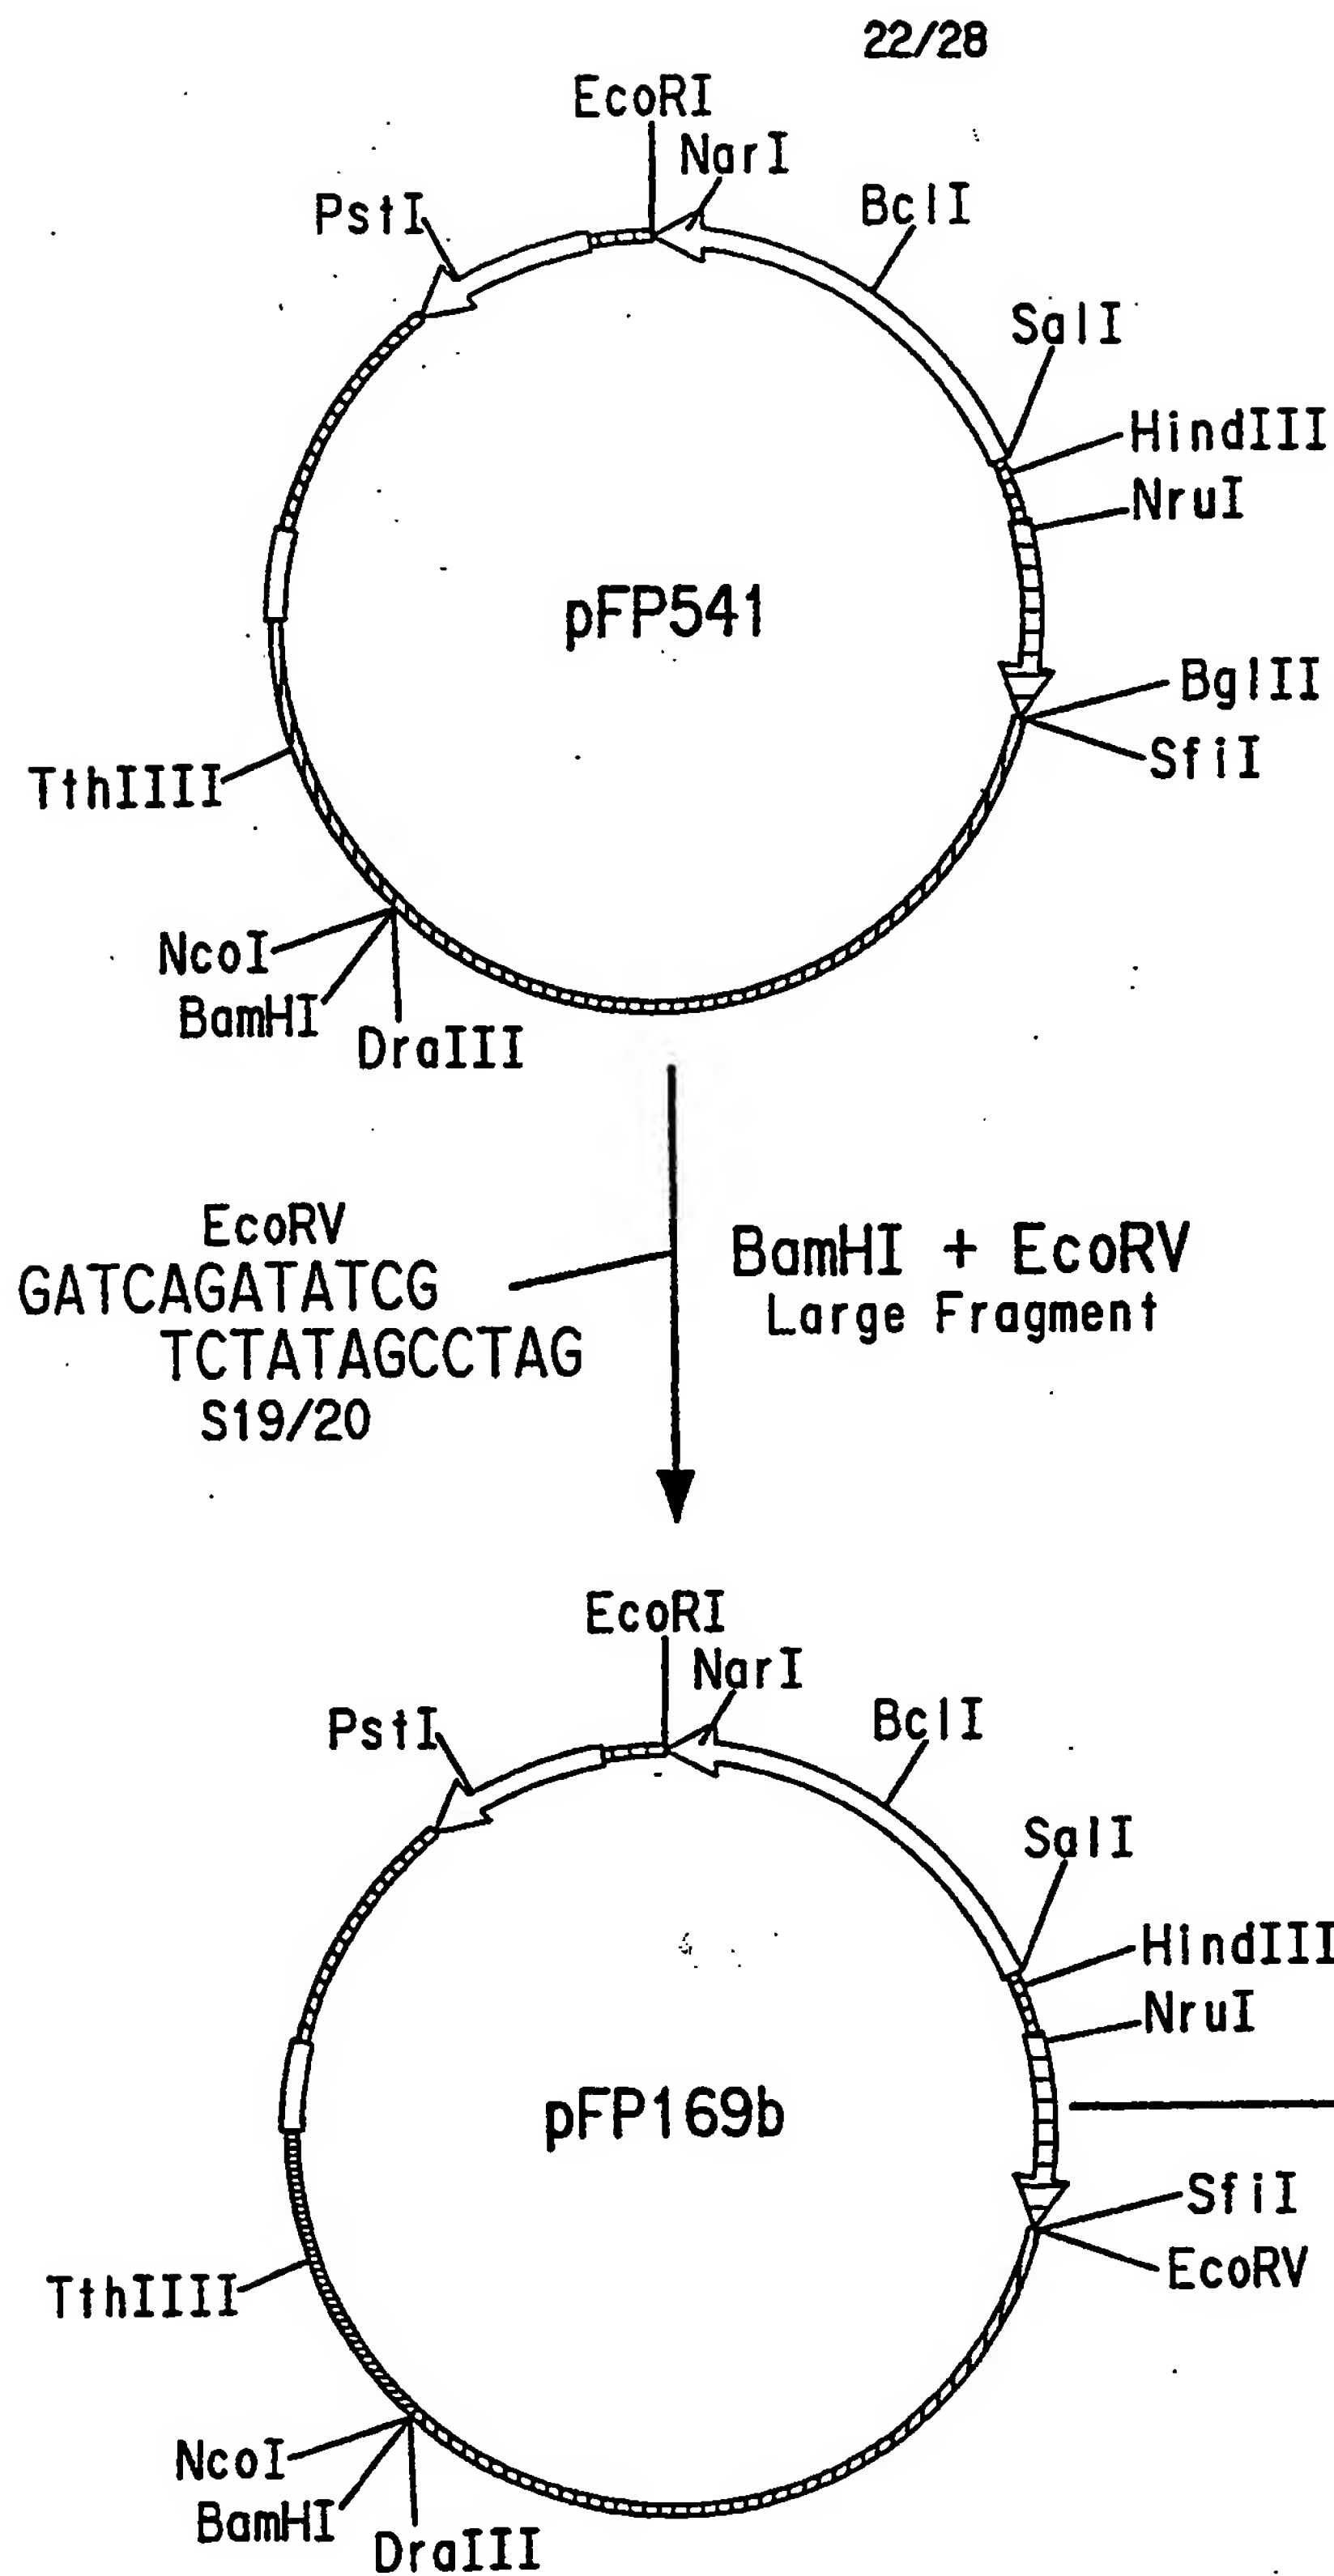 22/28
EcoRI
NarI
PstI
BclI
SalI
HindIII
NruI
pFP541
BglII
SfiI
TthIIII
NcoI
BamHI
DraIII
EcoRV
GATCAGATATCG
TCTATAGCCTAG
S19/20
BamHI + EcoRV
Large Fragment
EcoRI
NarI
PstI
BclI
SalI
HindIII
NruI
pFP169b
SfiI
EcoRV
TthIIII
NcoI
BamHI
DraIII